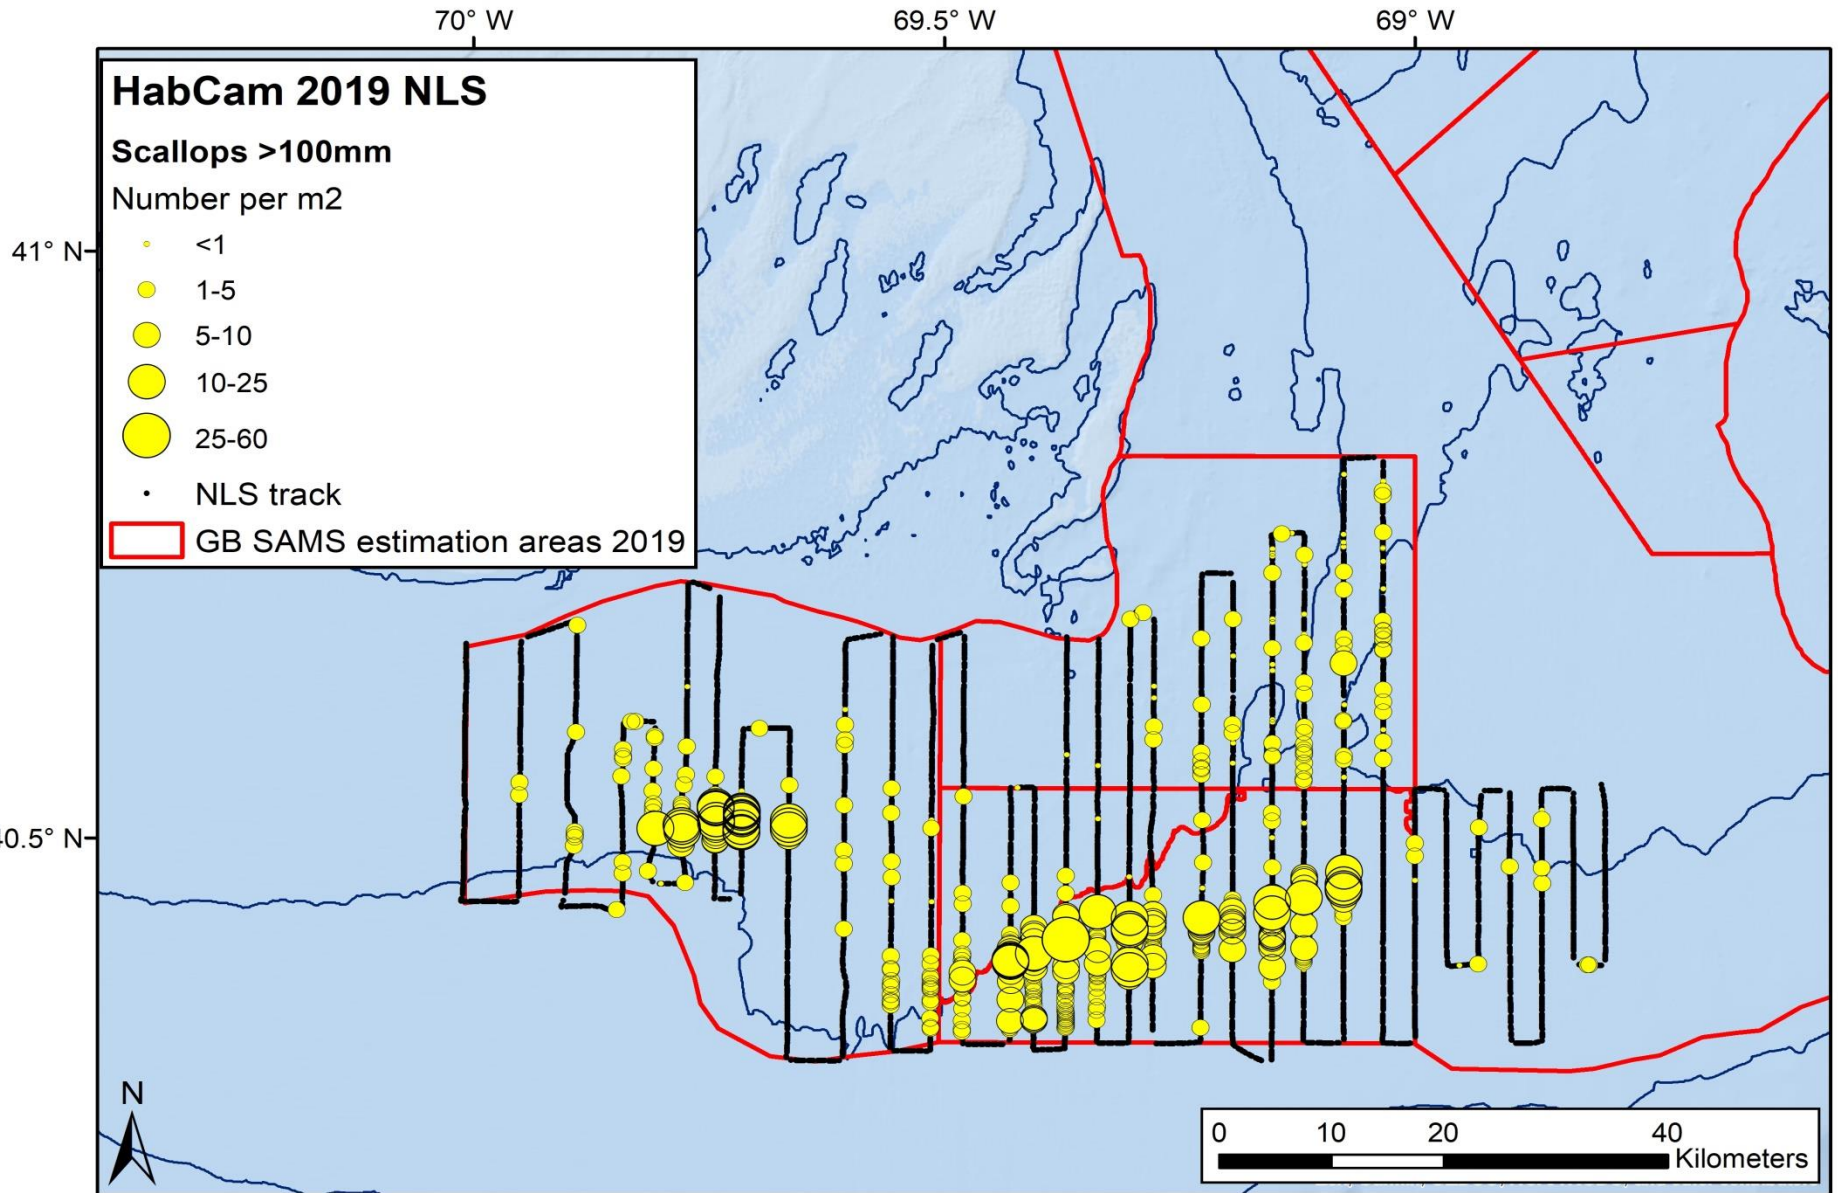 70° W 69.5° W 69° W
HabCam 2019 NLS
Scallops >100mm
Number per m2
<1
41° N
1-5
5-10
10-25
25-60
NLS track
GB SAMS estimation areas 2019
0.5° N
N
0 10 20 40
Kilometers